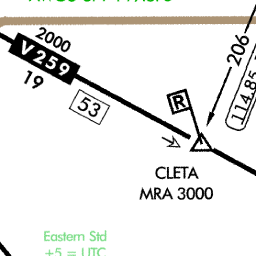 2000
V 259
19
53
R
206
114.85
CLETA
MRA 3000
Eastern Std
+5 = UTC